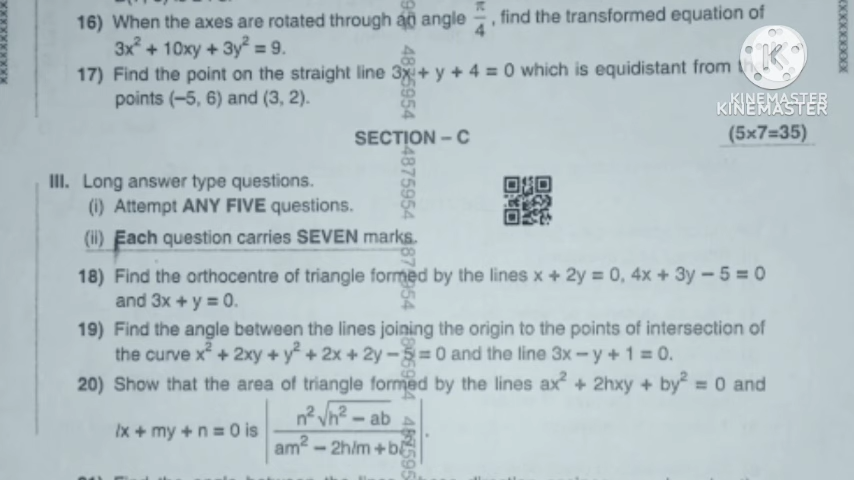 16) When the axes are rotated through an angle π/4, find the transformed equation of
3x² + 10xy + 3y² = 9.
17) Find the point on the straight line 3x + y + 4 = 0 which is equidistant from
points (–5, 6) and (3, 2).
KINEMASTER
KINEMASTER
SECTION – C
(5×7=35)
III. Long answer type questions.
(i) Attempt ANY FIVE questions.
(ii) Each question carries SEVEN marks.
18) Find the orthocentre of triangle formed by the lines x + 2y = 0, 4x + 3y – 5 = 0
and 3x + y = 0.
19) Find the angle between the lines joining the origin to the points of intersection of
the curve x² + 2xy + y² + 2x + 2y – 5 = 0 and the line 3x – y + 1 = 0.
20) Show that the area of triangle formed by the lines ax² + 2hxy + by² = 0 and
lx + my + n = 0 is | n²√(h² – ab) / (am² – 2hlm + bl²) |.
4875954 4875954 4875954 4875954